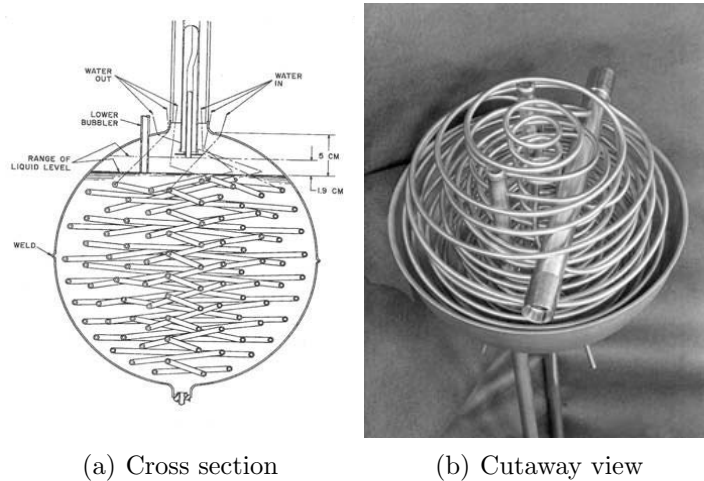 WATER
OUT
WATER
IN
LOWER
BUBBLER
RANGE OF
LIQUID LEVEL
5 CM
1.9 CM
WELD
(a) Cross section
(b) Cutaway view